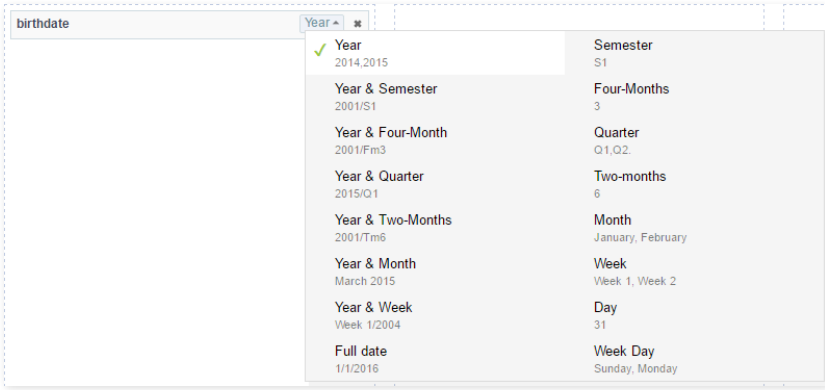 birthdate
Year
Year
2014,2015
Year & Semester
2001/S1
Year & Four-Month
2001/Fm3
Year & Quarter
2015/Q1
Year & Two-Months
2001/Tm6
Year & Month
March 2015
Year & Week
Week 1/2004
Full date
1/1/2016
Semester
S1
Four-Months
3
Quarter
Q1,Q2.
Two-months
6
Month
January, February
Week
Week 1, Week 2
Day
31
Week Day
Sunday, Monday